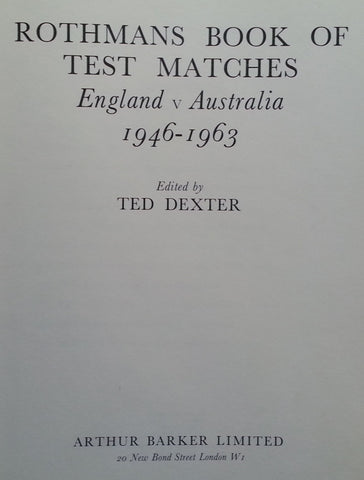 ROTHMANS BOOK OF
TEST MATCHES
England v Australia
1946-1963
Edited by
TED DEXTER
ARTHUR BARKER LIMITED
20 New Bond Street London W1